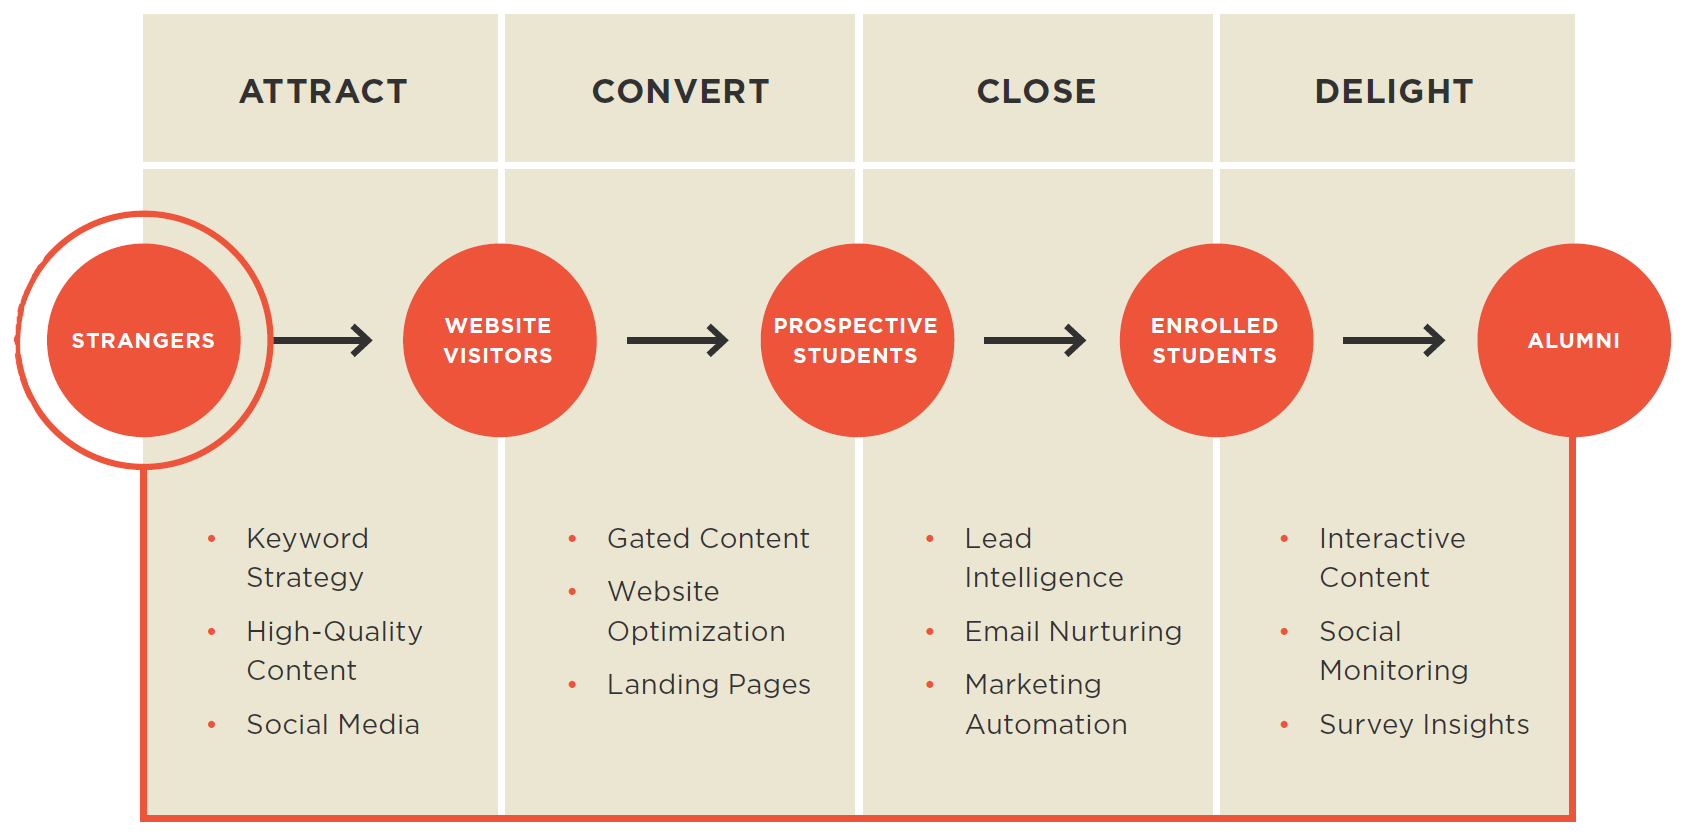 ATTRACT
CONVERT
CLOSE
DELIGHT
STRANGERS
WEBSITE
VISITORS
PROSPECTIVE
STUDENTS
ENROLLED
STUDENTS
ALUMNI
• Keyword
Strategy
• High-Quality
Content
• Social Media
• Gated Content
• Website
Optimization
• Landing Pages
• Lead
Intelligence
• Email Nurturing
• Marketing
Automation
• Interactive
Content
• Social
Monitoring
• Survey Insights